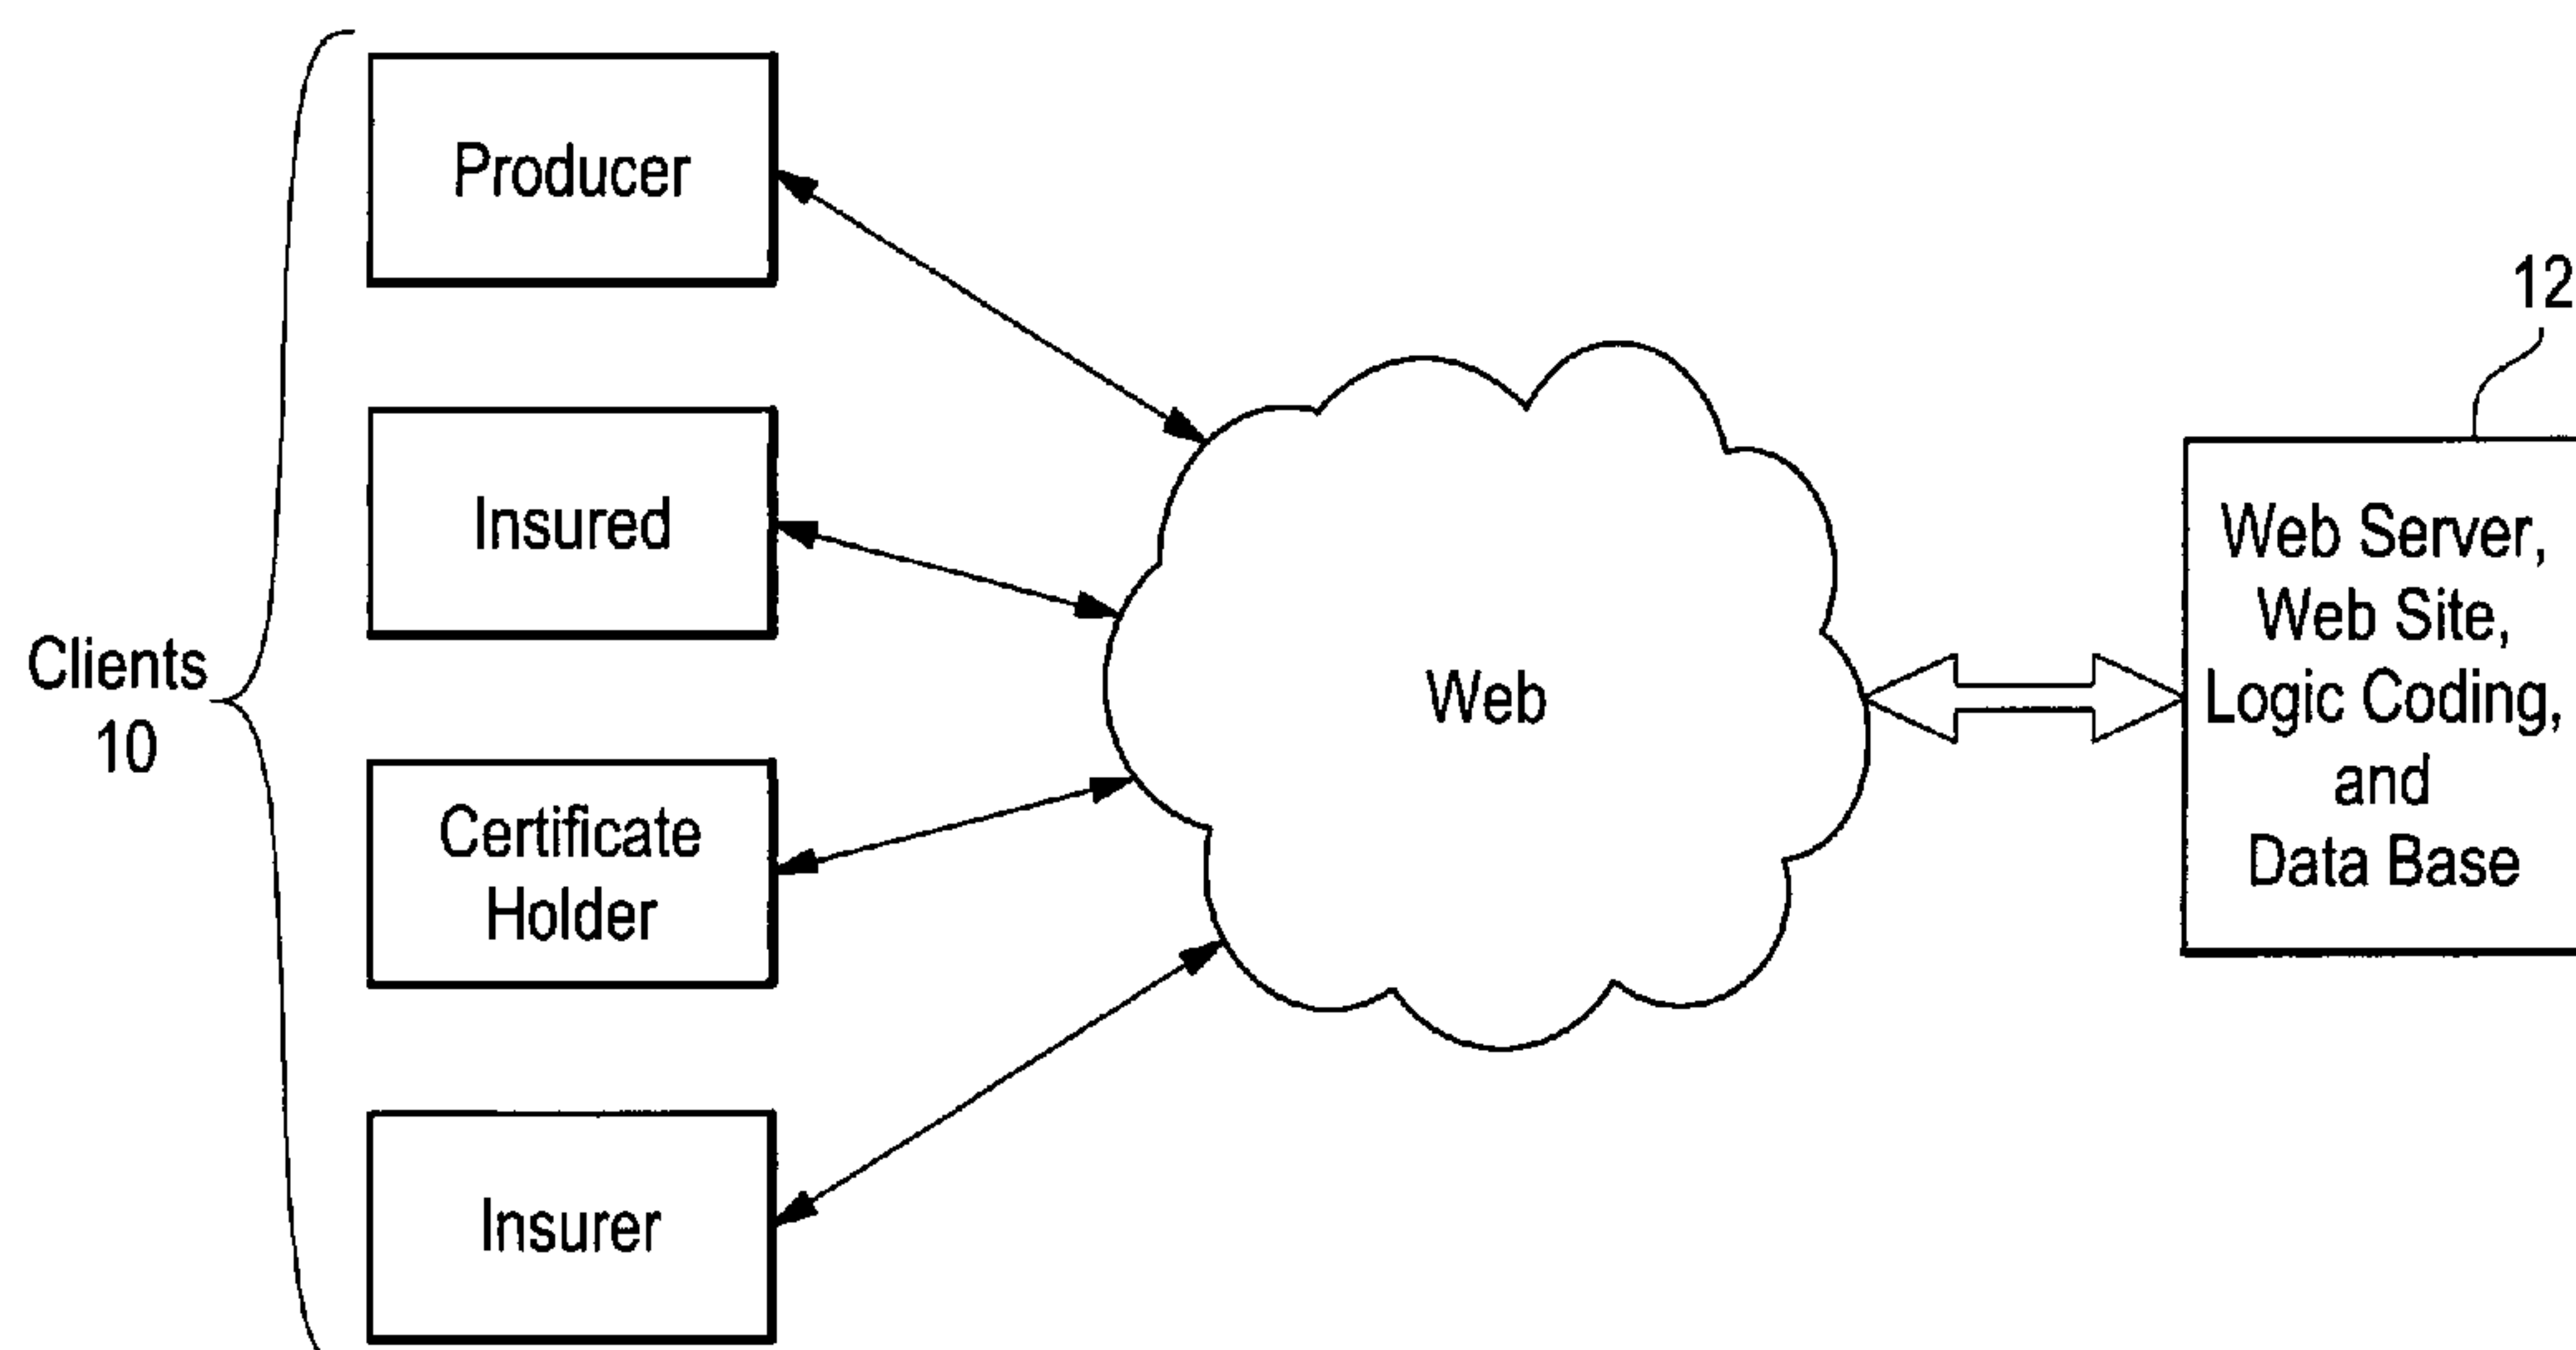 Producer
Insured
Certificate
Holder
Insurer
Clients
10
Web
12
Web Server,
Web Site,
Logic Coding,
and
Data Base